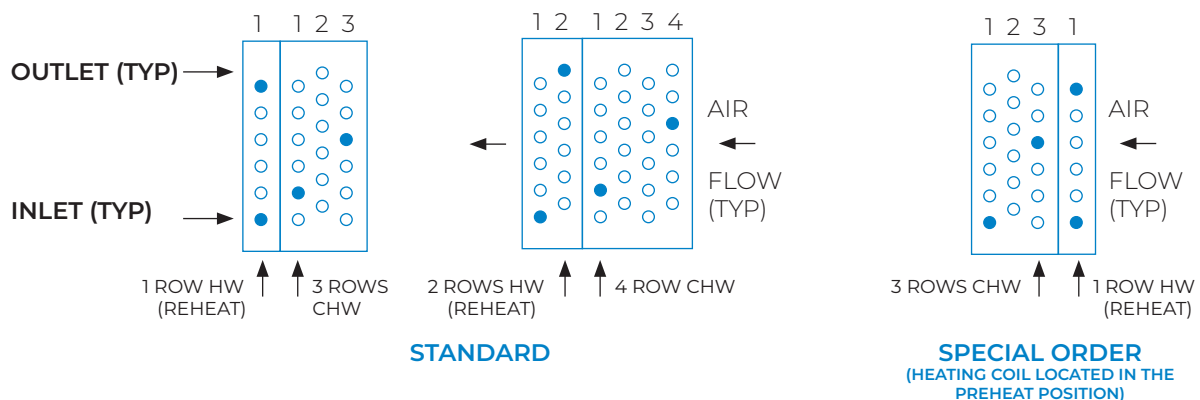 1 1 2 3
1 2 1 2 3 4
1 2 3 1
OUTLET (TYP)
INLET (TYP)
AIR
FLOW
(TYP)
AIR
FLOW
(TYP)
1 ROW HW
(REHEAT)
3 ROWS
CHW
2 ROWS HW
(REHEAT)
4 ROW CHW
3 ROWS CHW
1 ROW HW
(REHEAT)
STANDARD
SPECIAL ORDER
(HEATING COIL LOCATED IN THE
PREHEAT POSITION)